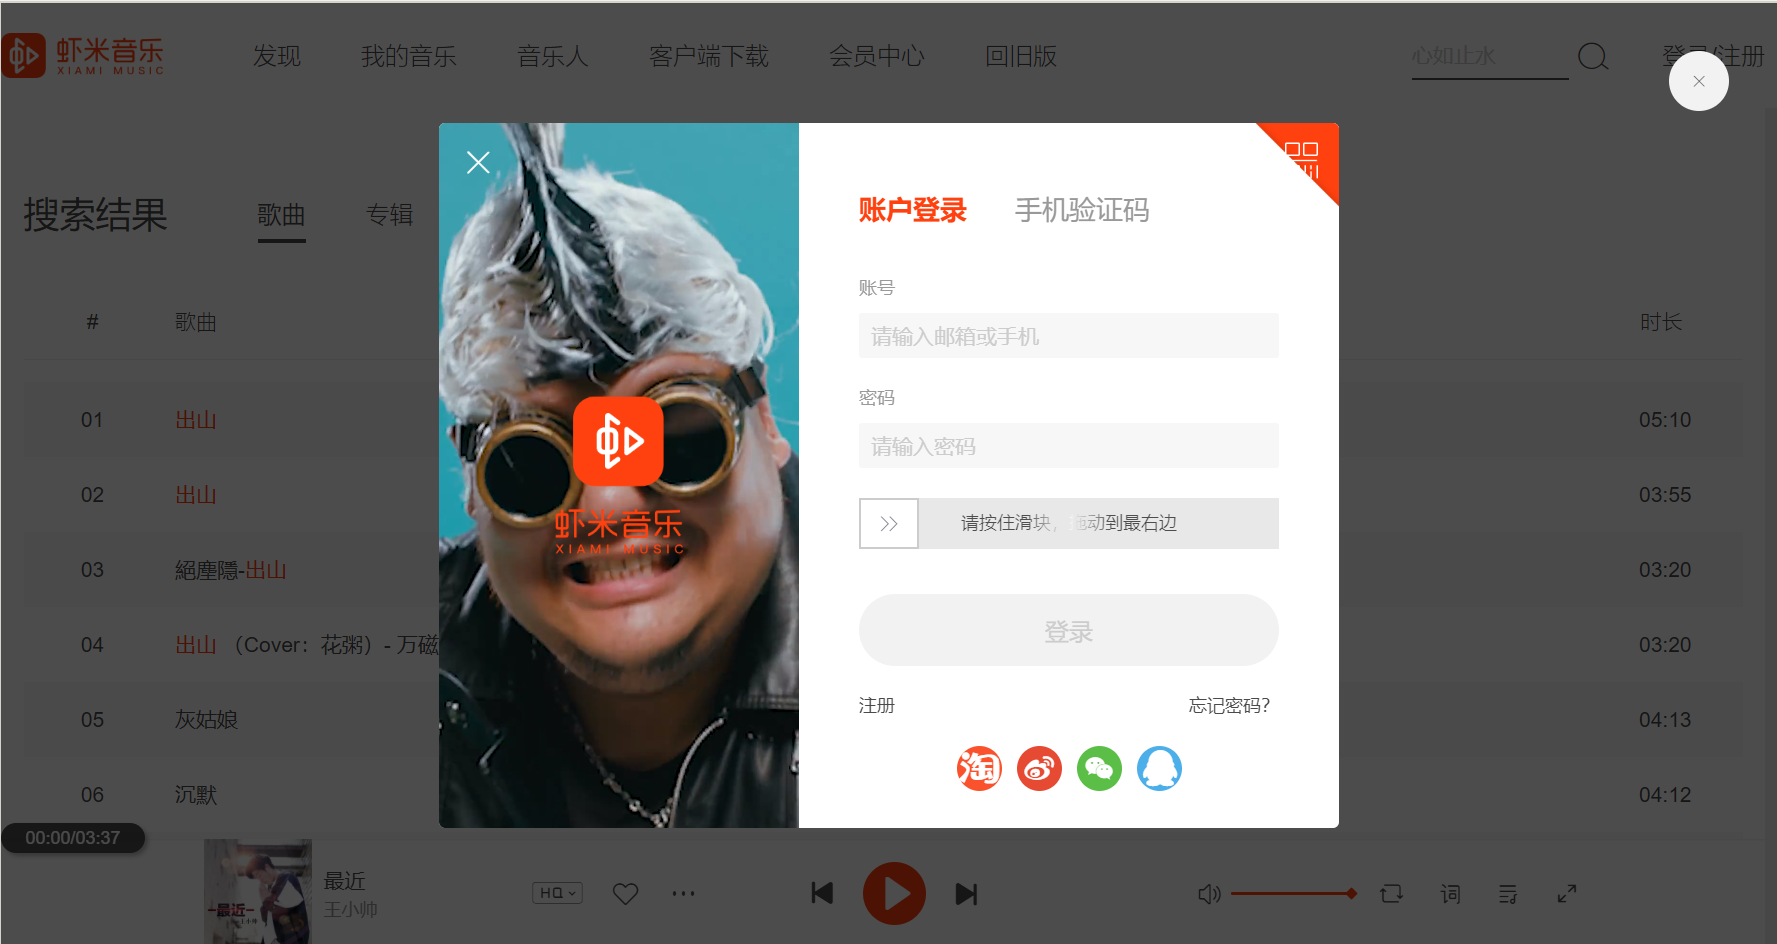 虾米音乐
XIAMI MUSIC
发现 我的音乐 音乐人 客户端下载 会员中心 回旧版
心如止水
登录/注册
搜索结果 歌曲 专辑
# 歌曲 时长
01 出山 05:10
02 出山 03:55
03 絕塵隱-出山 03:20
04 出山 （Cover：花粥）- 万磁 03:20
05 灰姑娘 04:13
06 沉默 04:12
虾米音乐
XIAMI MUSIC
账户登录 手机验证码
账号
请输入邮箱或手机
密码
请输入密码
请按住滑块，拖动到最右边
登录
注册 忘记密码?
淘
00:00/03:37
最近
最近
王小帅
HQ
词